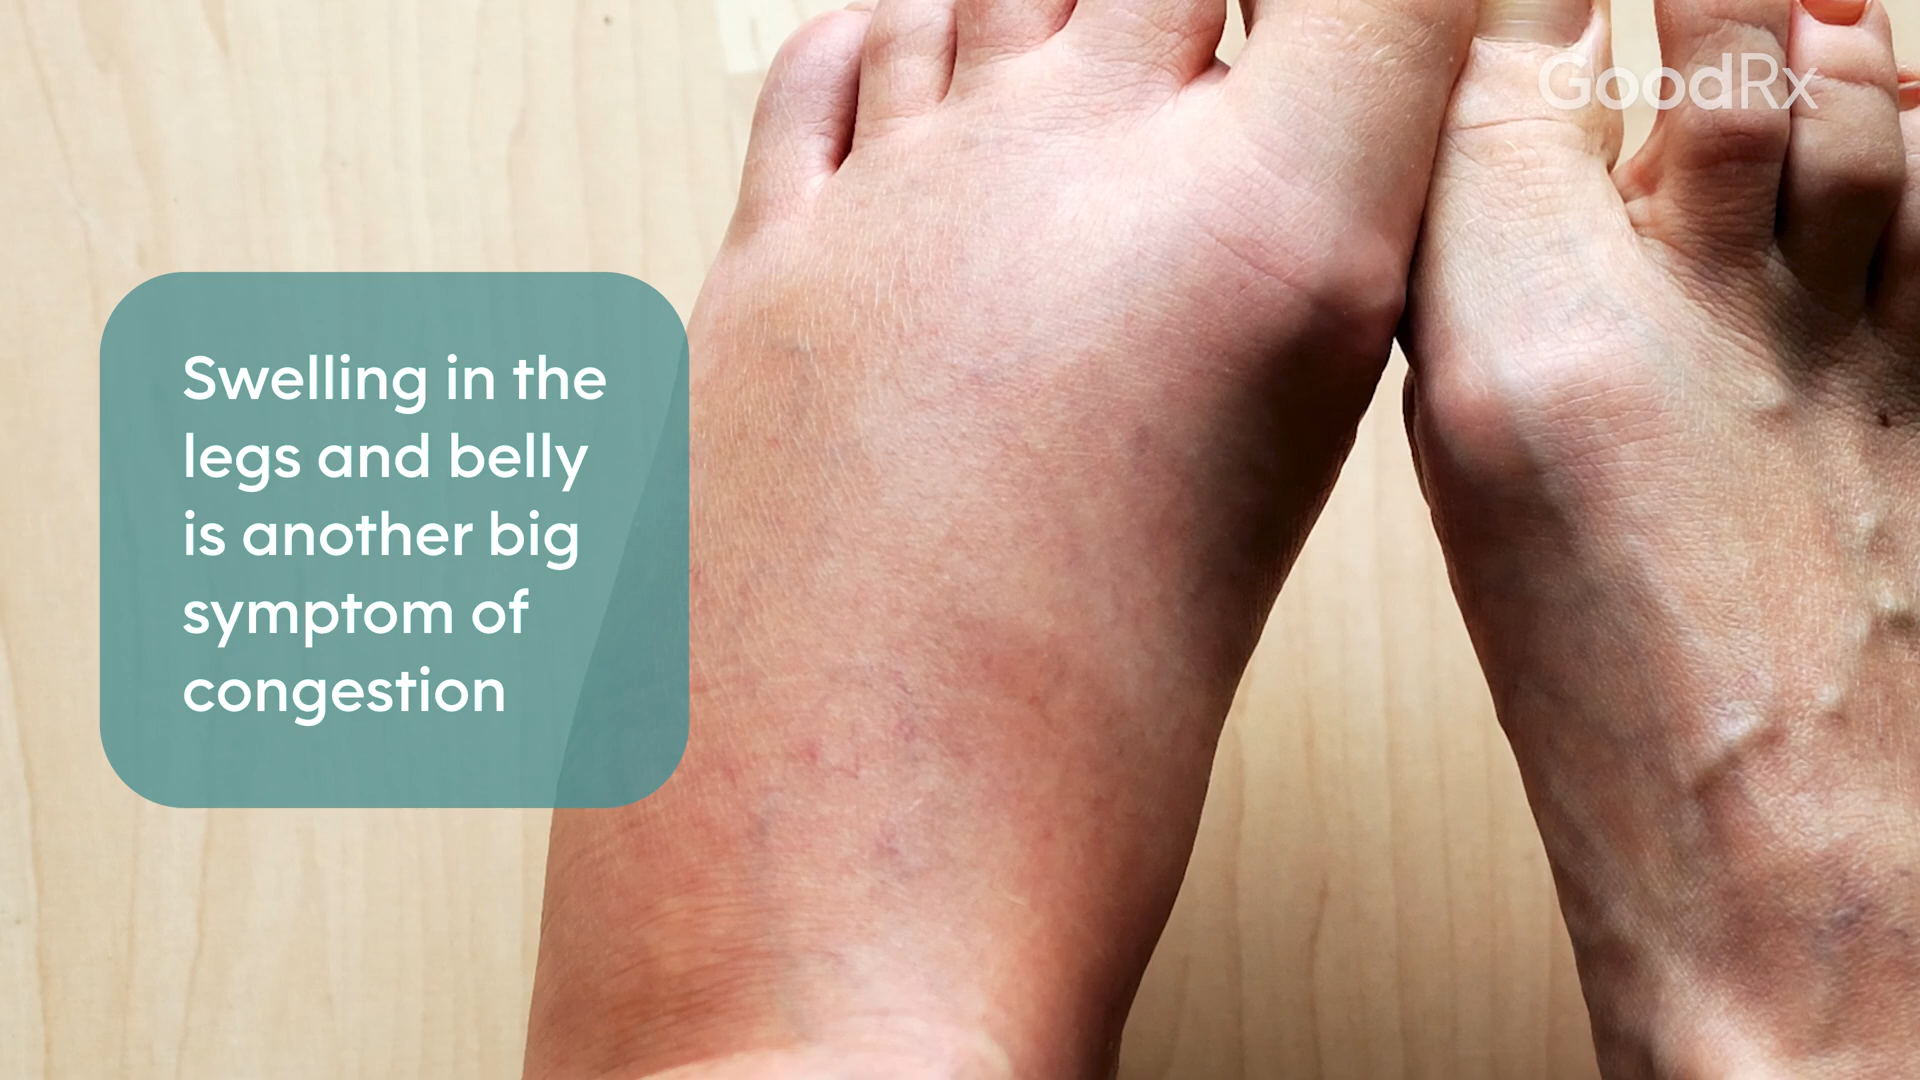 GoodRx
Swelling in the
legs and belly
is another big
symptom of
congestion